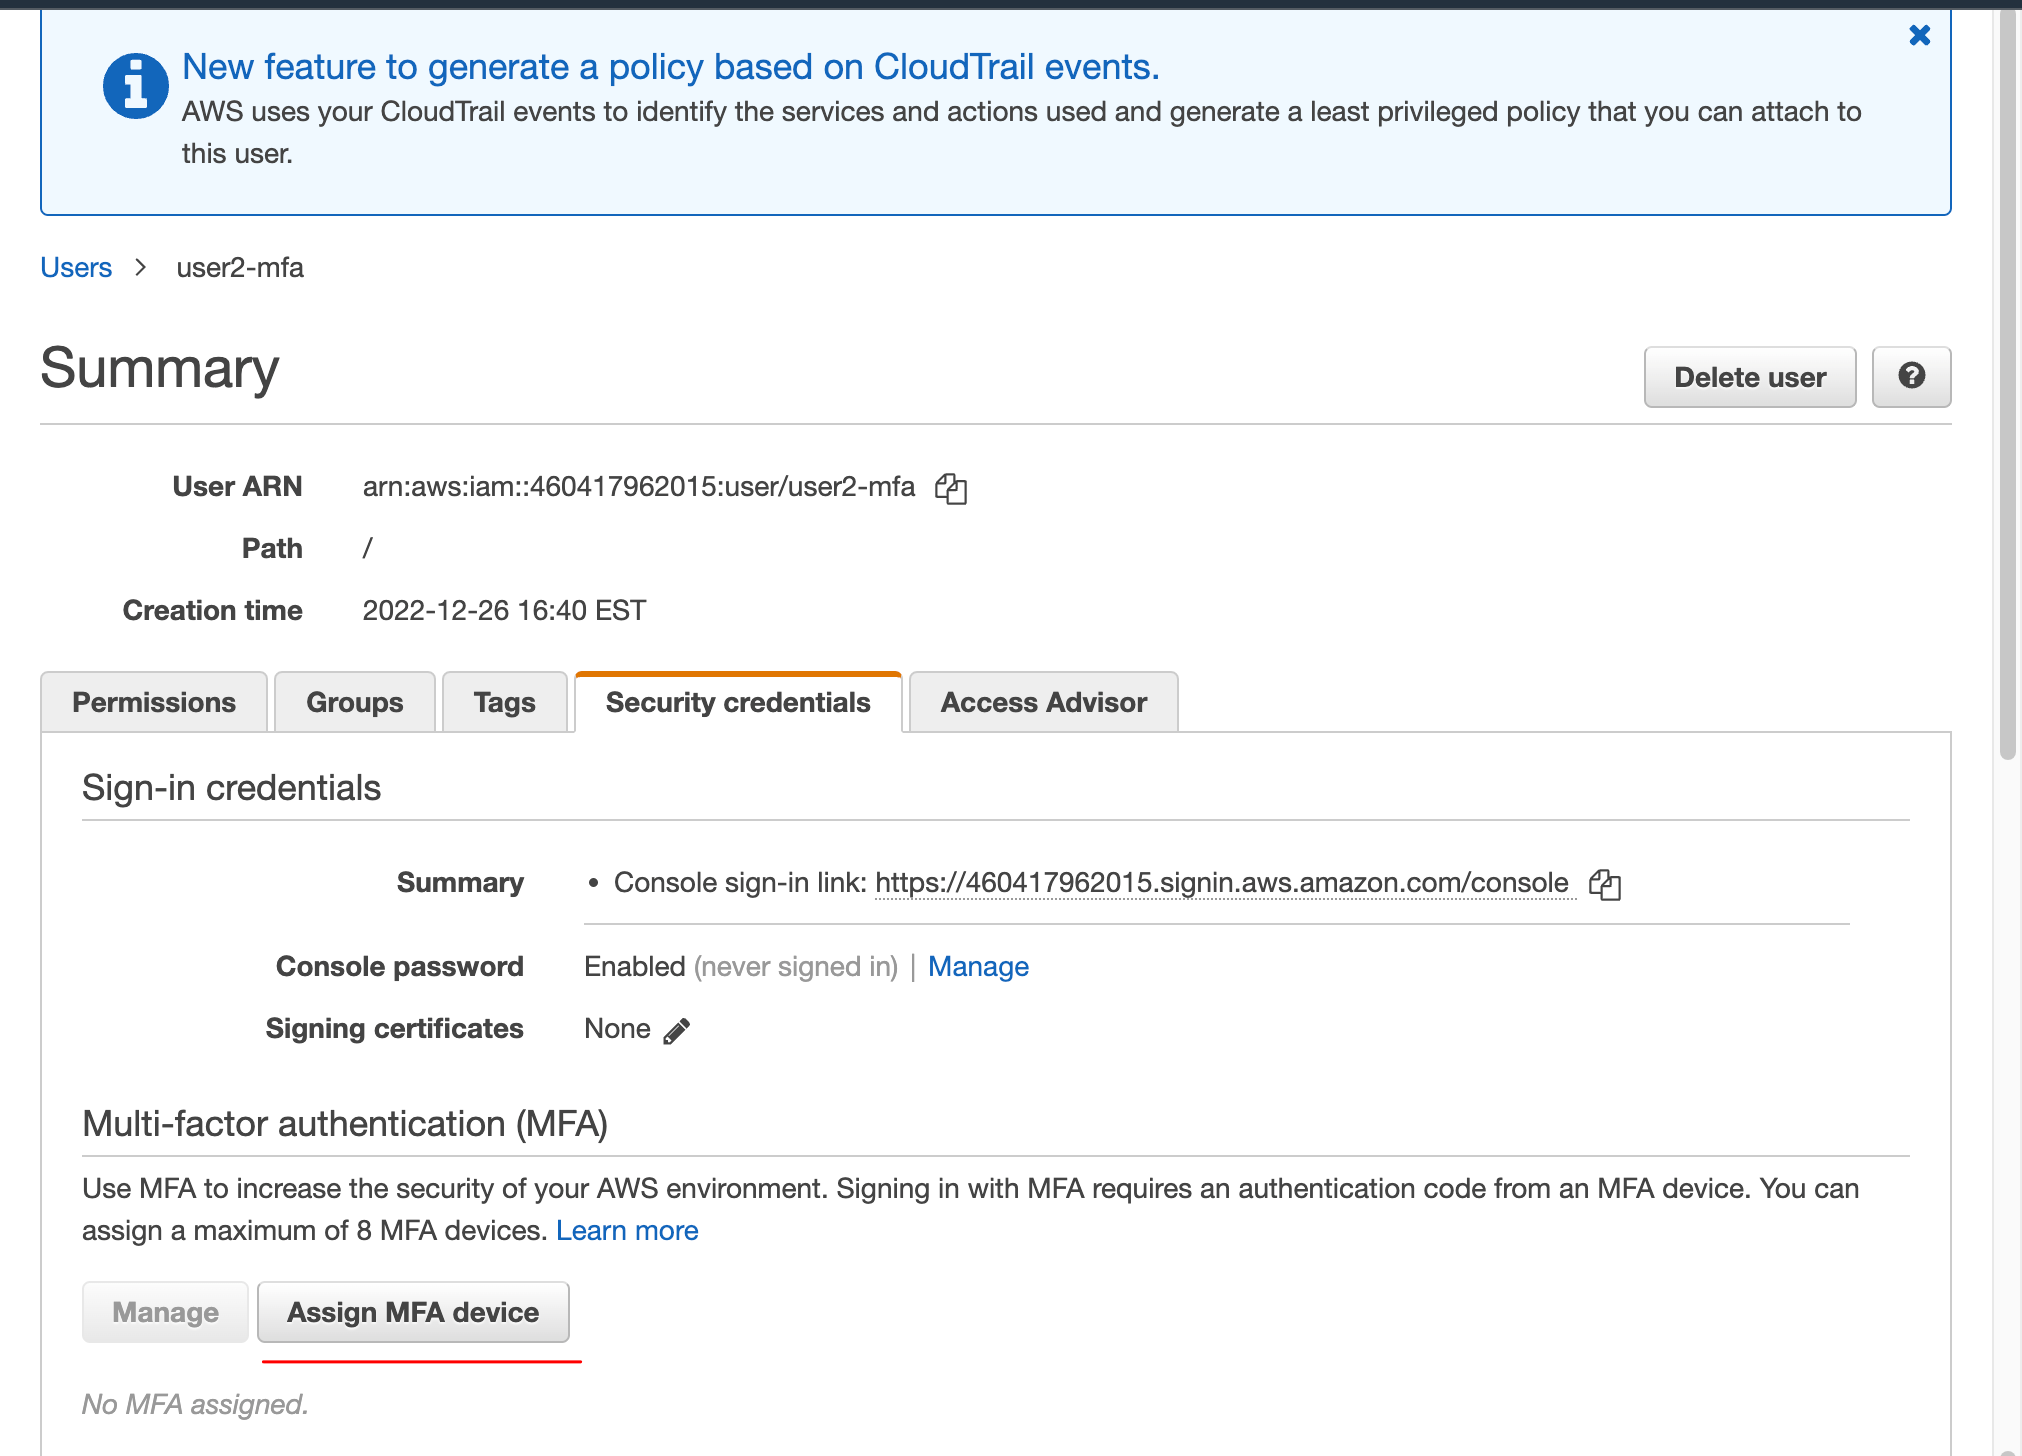 New feature to generate a policy based on CloudTrail events.
AWS uses your CloudTrail events to identify the services and actions used and generate a least privileged policy that you can attach to
this user.
Users > user2-mfa
Summary
Delete user
User ARN arn:aws:iam::460417962015:user/user2-mfa
Path /
Creation time 2022-12-26 16:40 EST
Permissions Groups Tags Security credentials Access Advisor
Sign-in credentials
Summary • Console sign-in link: https://460417962015.signin.aws.amazon.com/console
Console password Enabled (never signed in) | Manage
Signing certificates None
Multi-factor authentication (MFA)
Use MFA to increase the security of your AWS environment. Signing in with MFA requires an authentication code from an MFA device. You can
assign a maximum of 8 MFA devices. Learn more
Manage Assign MFA device
No MFA assigned.